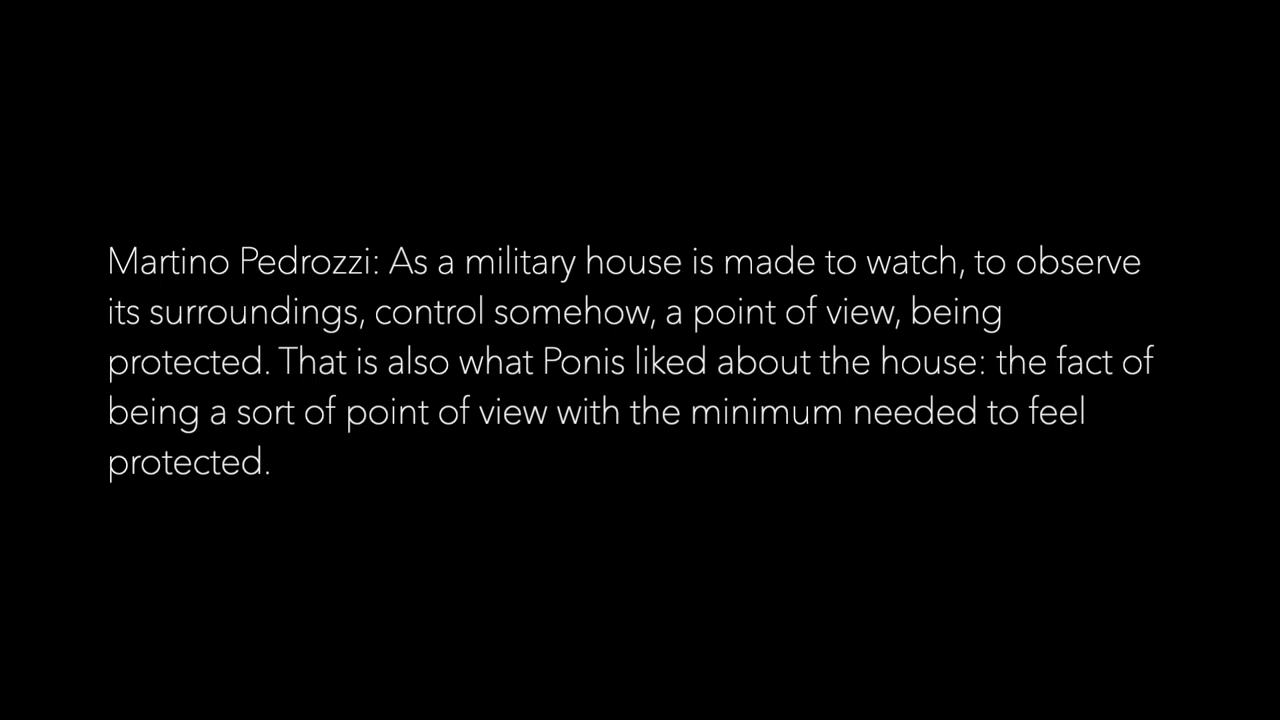 Martino Pedrozzi: As a military house is made to watch, to observe
its surroundings, control somehow, a point of view, being
protected. That is also what Ponis liked about the house: the fact of
being a sort of point of view with the minimum needed to feel
protected.